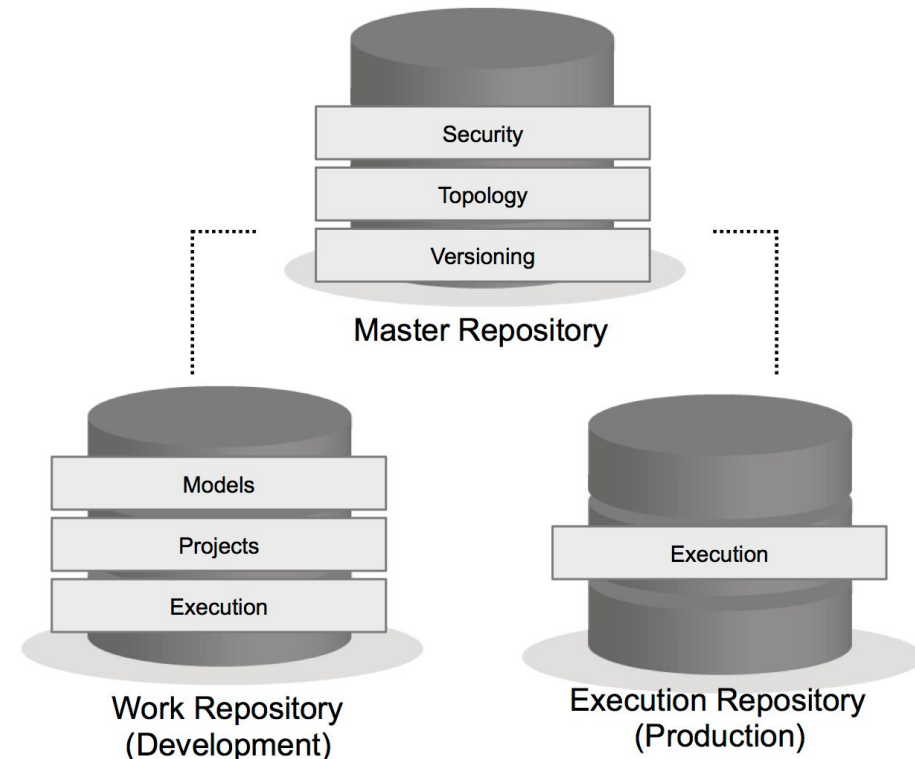 Security
Topology
Versioning
Master Repository
Models
Projects
Execution
Work Repository
(Development)
Execution
Execution Repository
(Production)